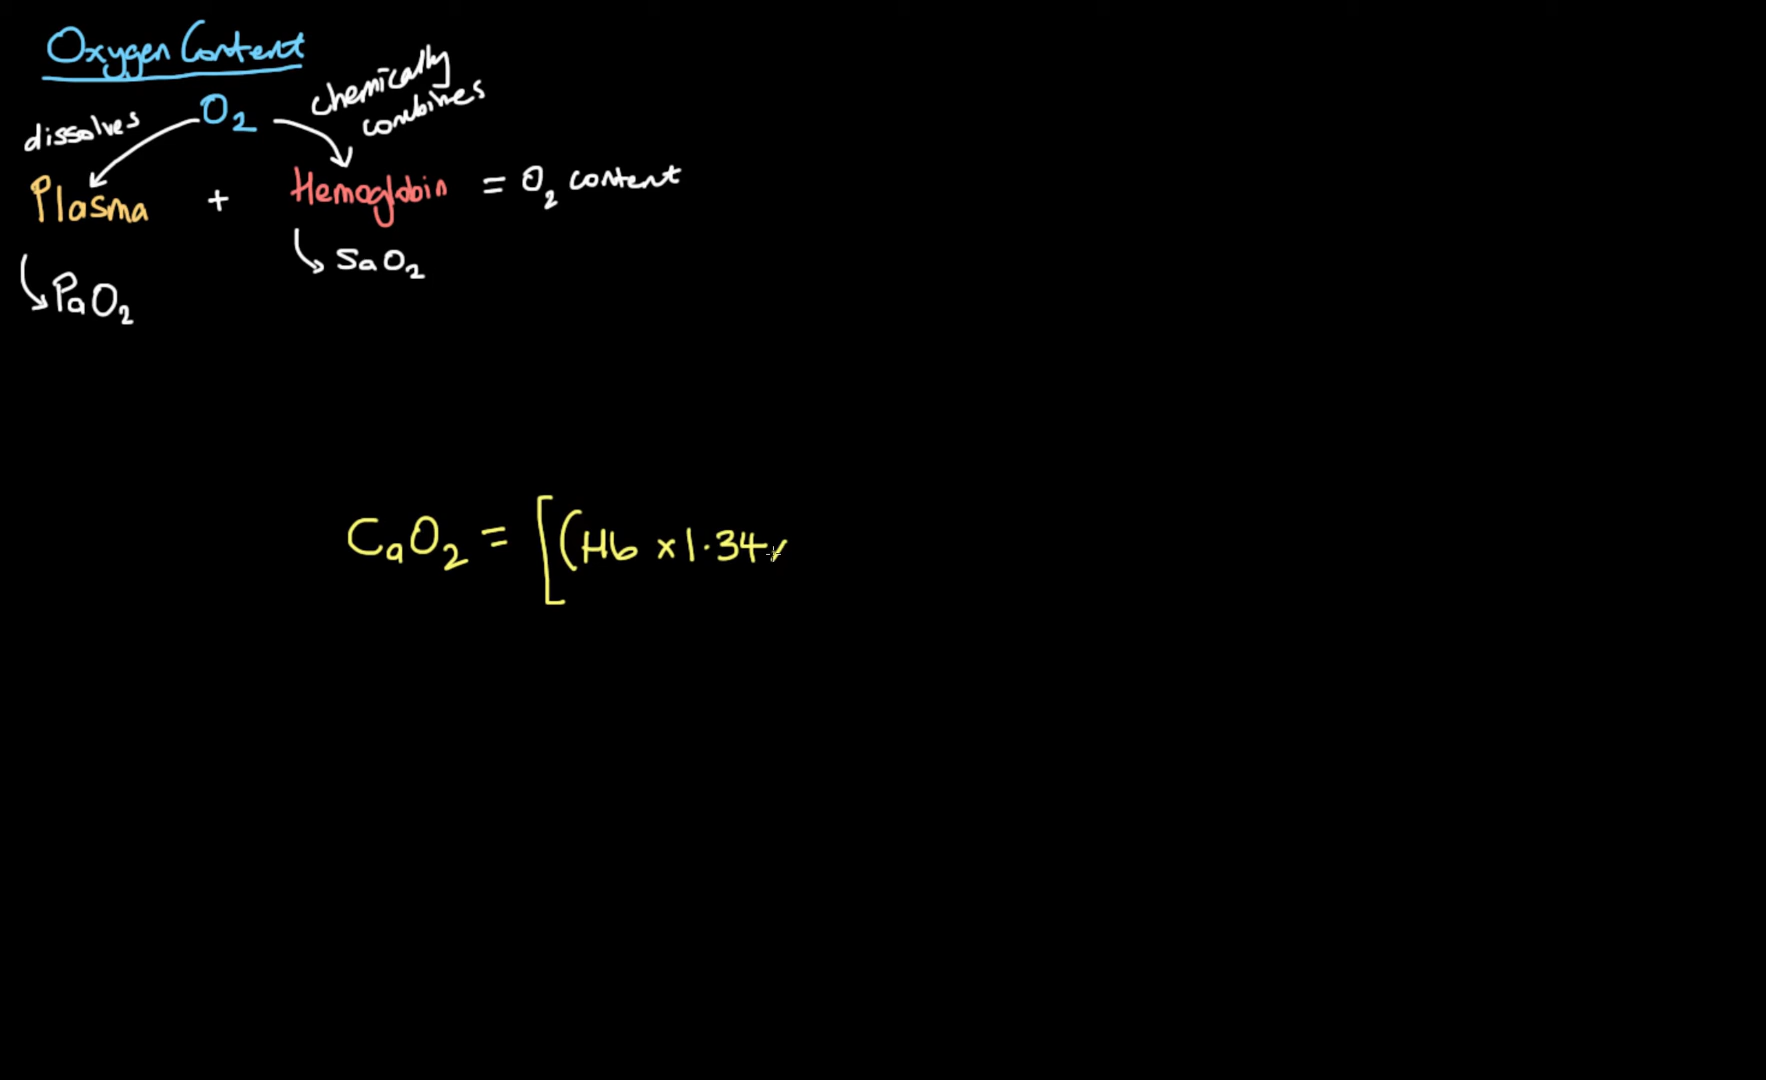 Oxygen Content
dissolves O₂ chemically combines
Plasma + Hemoglobin = O₂ content
PaO₂ SaO₂
CaO₂ = [(Hb × 1.34